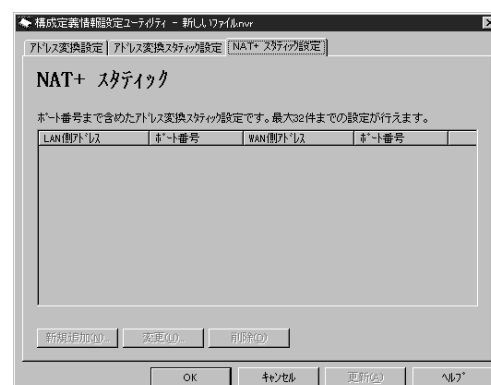 構成定義情報設定ユーティリティ - 新しいファイル.nvr
アドレス変換設定 アドレス変換スタティック設定 NAT+ スタティック設定
NAT+ スタティック
ポート番号まで含めたアドレス変換スタティック設定です。最大32件までの設定が行えます。
LAN側アドレス ポート番号 WAN側アドレス ポート番号
新規追加(N)... 変更(U)... 削除(D)
OK キャンセル 更新(A) ヘルプ